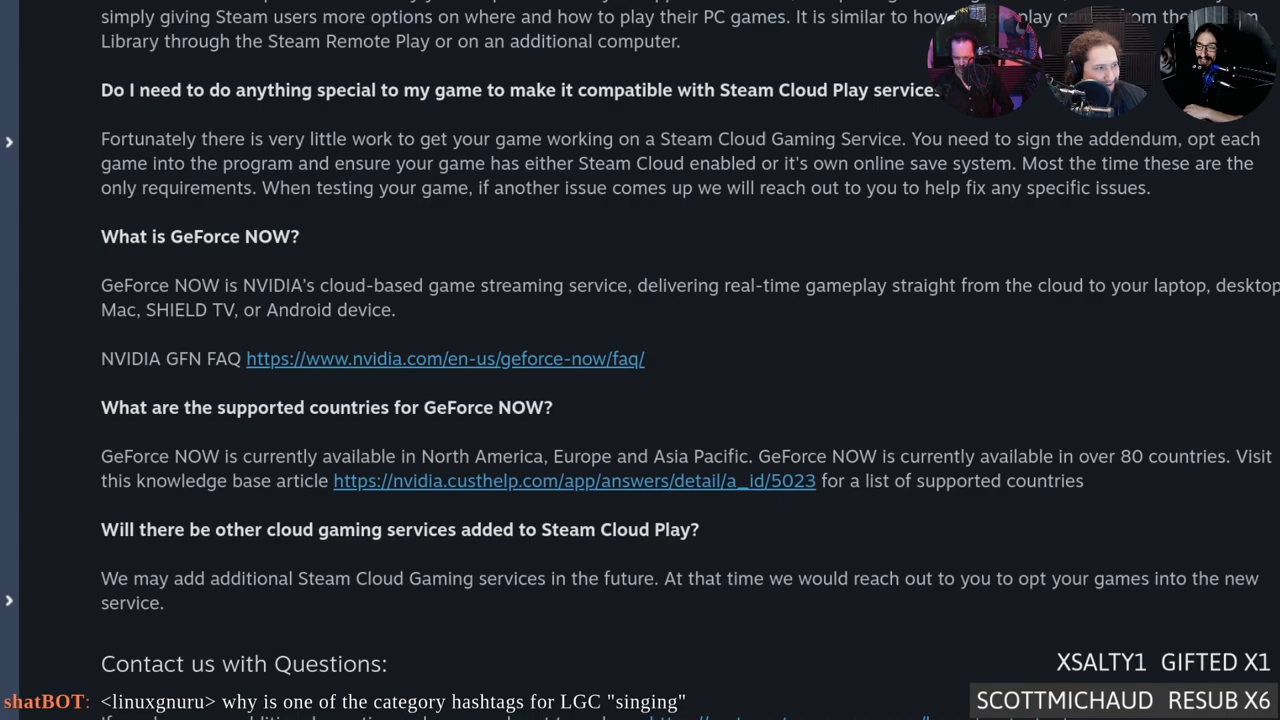 simply giving Steam users more options on where and how to play their PC games. It is similar to how play from the
Library through the Steam Remote Play or on an additional computer.
Do I need to do anything special to my game to make it compatible with Steam Cloud Play services?
Fortunately there is very little work to get your game working on a Steam Cloud Gaming Service. You need to sign the addendum, opt each
game into the program and ensure your game has either Steam Cloud enabled or it's own online save system. Most the time these are the
only requirements. When testing your game, if another issue comes up we will reach out to you to help fix any specific issues.
What is GeForce NOW?
GeForce NOW is NVIDIA's cloud-based game streaming service, delivering real-time gameplay straight from the cloud to your laptop, desktop
Mac, SHIELD TV, or Android device.
NVIDIA GFN FAQ https://www.nvidia.com/en-us/geforce-now/faq/
What are the supported countries for GeForce NOW?
GeForce NOW is currently available in North America, Europe and Asia Pacific. GeForce NOW is currently available in over 80 countries. Visit
this knowledge base article https://nvidia.custhelp.com/app/answers/detail/a_id/5023 for a list of supported countries
Will there be other cloud gaming services added to Steam Cloud Play?
We may add additional Steam Cloud Gaming services in the future. At that time we would reach out to you to opt your games into the new
service.
Contact us with Questions:
XSALTY1 GIFTED X1
shatBOT: <linuxgnuru> why is one of the category hashtags for LGC "singing"
SCOTTMICHAUD RESUB X6